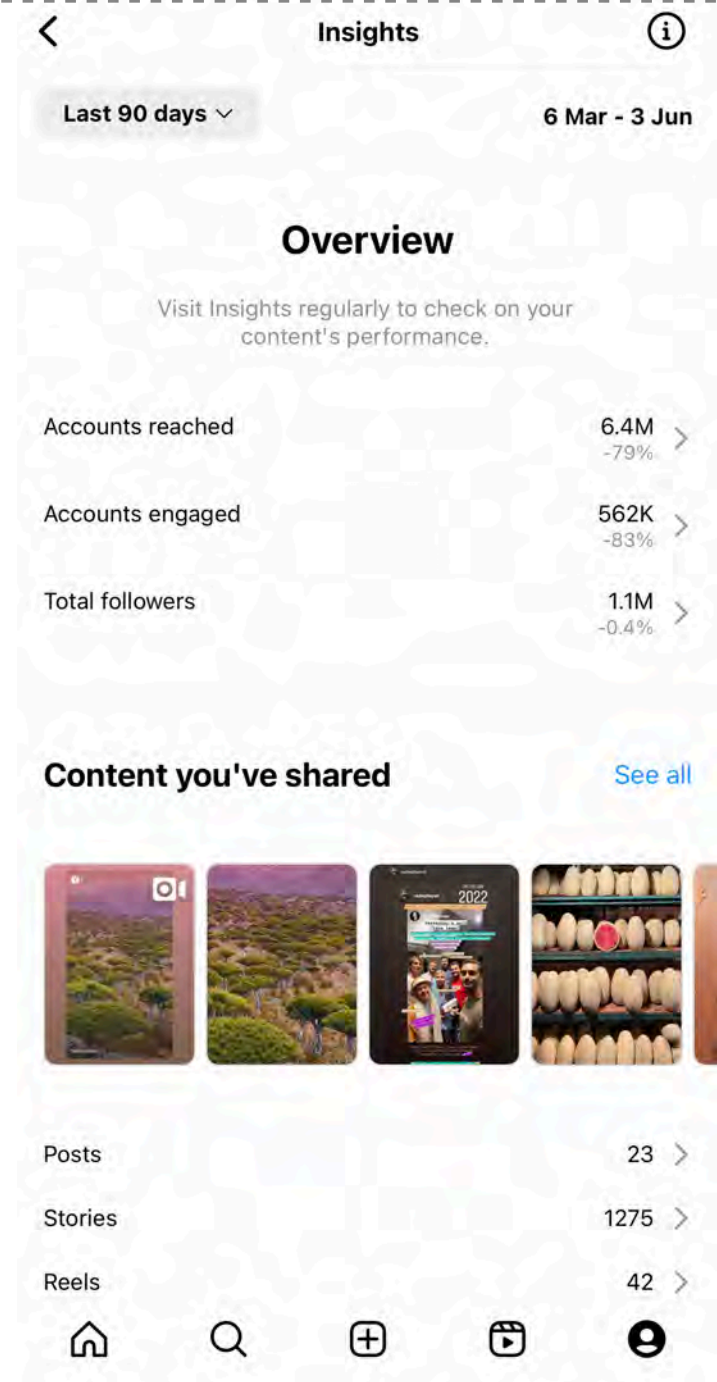 Insights
Last 90 days
6 Mar - 3 Jun
Overview
Visit Insights regularly to check on your
content's performance.
Accounts reached
6.4M
-79%
Accounts engaged
562K
-83%
Total followers
1.1M
-0.4%
Content you've shared
See all
2022
Posts
23
Stories
1275
Reels
42